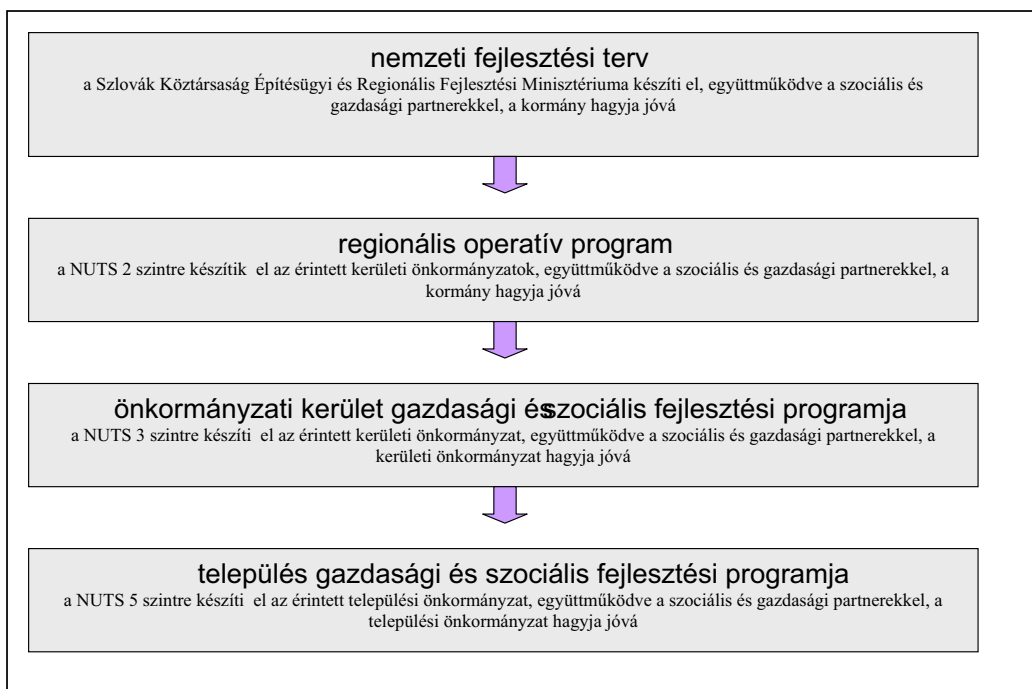 nemzeti fejlesztési terv
a Szlovák Köztársaság Építésügyi és Regionális Fejlesztési Minisztériuma készíti el, együttműködve a szociális és
gazdasági partnerekkel, a kormány hagyja jóvá
regionális operatív program
a NUTS 2 szintre készítik el az érintett kerületi önkormányzatok, együttműködve a szociális és gazdasági partnerekkel, a
kormány hagyja jóvá
önkormányzati kerület gazdasági és szociális fejlesztési programja
a NUTS 3 szintre készíti el az érintett kerületi önkormányzat, együttműködve a szociális és gazdasági partnerekkel, a
kerületi önkormányzat hagyja jóvá
település gazdasági és szociális fejlesztési programja
a NUTS 5 szintre készíti el az érintett települési önkormányzat, együttműködve a szociális és gazdasági partnerekkel, a
települési önkormányzat hagyja jóvá